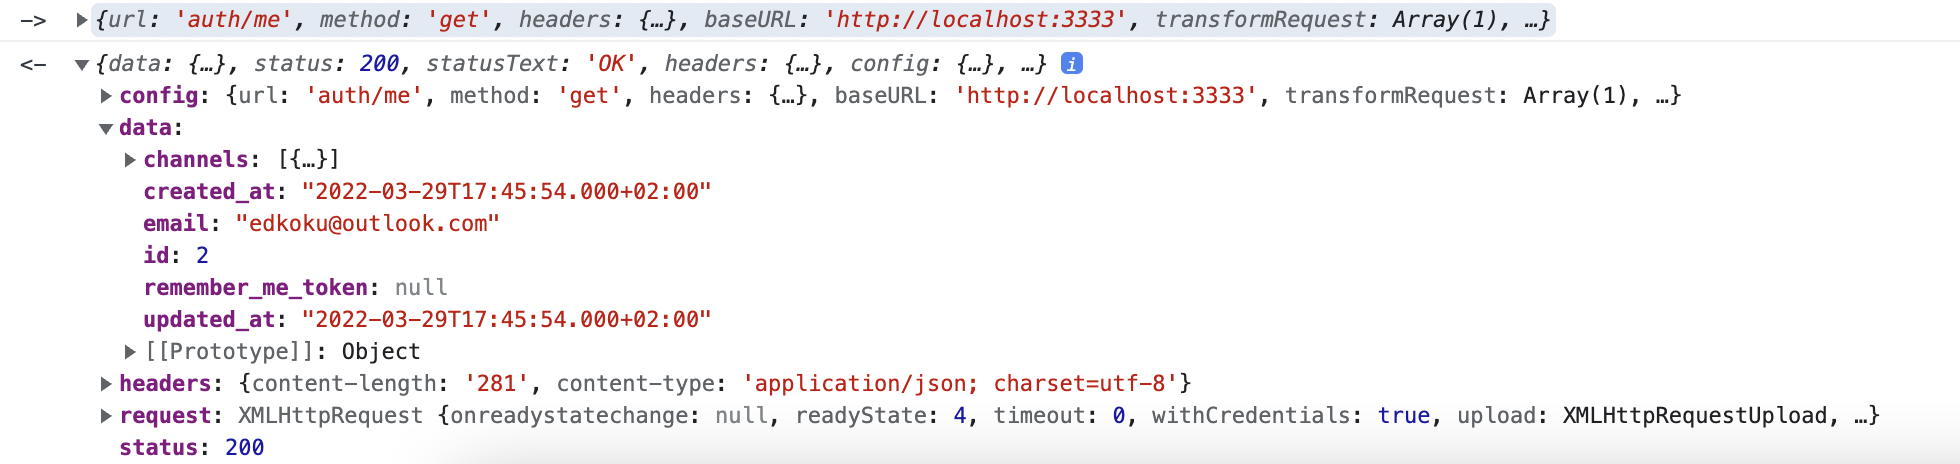 -> ▶{url: 'auth/me', method: 'get', headers: {…}, baseURL: 'http://localhost:3333', transformRequest: Array(1), …}
<- ▼{data: {…}, status: 200, statusText: 'OK', headers: {…}, config: {…}, …} i
▶config: {url: 'auth/me', method: 'get', headers: {…}, baseURL: 'http://localhost:3333', transformRequest: Array(1), …}
▼data:
▶channels: [{…}]
created_at: "2022-03-29T17:45:54.000+02:00"
email: "edkoku@outlook.com"
id: 2
remember_me_token: null
updated_at: "2022-03-29T17:45:54.000+02:00"
▶[[Prototype]]: Object
▶headers: {content-length: '281', content-type: 'application/json; charset=utf-8'}
▶request: XMLHttpRequest {onreadystatechange: null, readyState: 4, timeout: 0, withCredentials: true, upload: XMLHttpRequestUpload, …}
status: 200